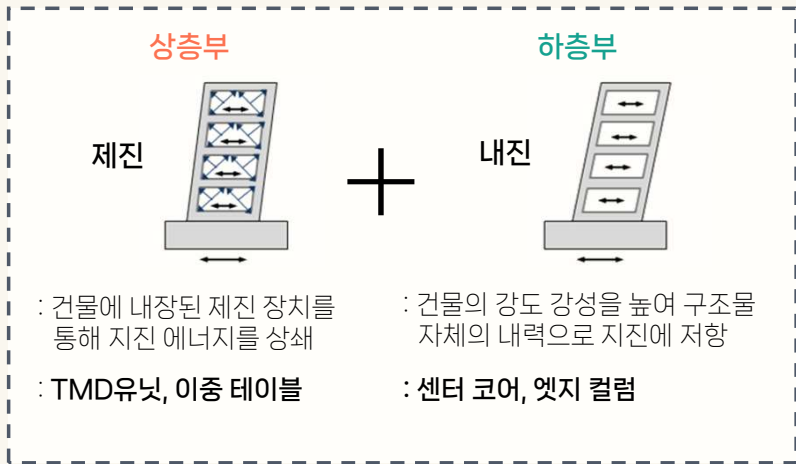 상층부
제진
: 건물에 내장된 제진 장치를
통해 지진 에너지를 상쇄
: TMD유닛, 이중 테이블
+
하층부
내진
: 건물의 강도 강성을 높여 구조물
자체의 내력으로 지진에 저항
: 센터 코어, 엣지 컬럼